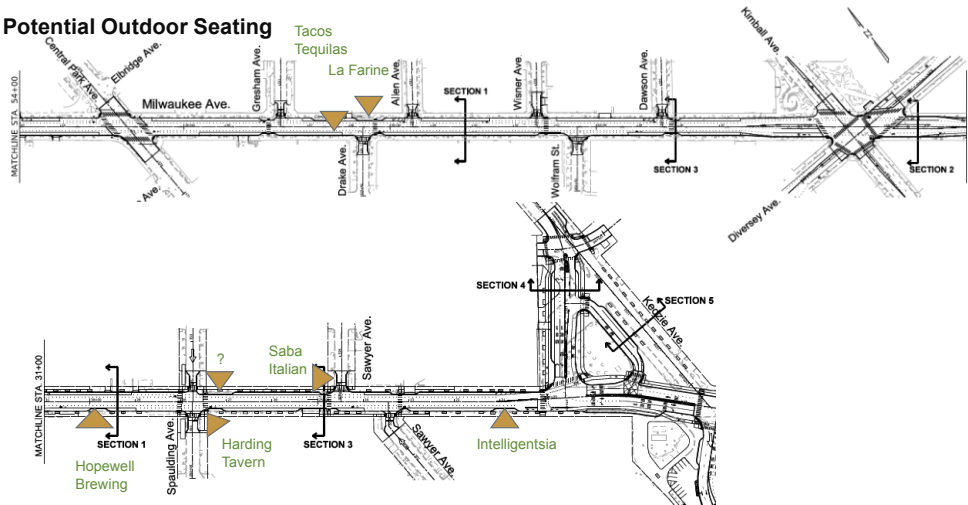 Potential Outdoor Seating
Tacos
Tequilas
La Farine
Central Park Ave.
Elbridge Ave.
Milwaukee Ave.
Gresham Ave.
Allen Ave.
SECTION 1
Wisner Ave.
Dawson Ave.
Kimball Ave.
MATCHLINE STA. 54+00
Drake Ave.
Wolfram St.
SECTION 3
SECTION 2
Diversey Ave.
SECTION 4
SECTION 5
Kedzie Ave.
?
Saba
Italian
Sawyer Ave.
MATCHLINE STA. 31+00
SECTION 1
Spaulding Ave.
SECTION 3
Sawyer Ave.
Hopewell
Brewing
Harding
Tavern
Intelligentsia